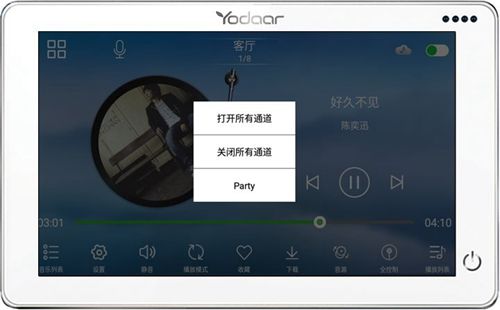 Yodaar
客厅
1/8
好久不见
陈奕迅
打开所有通道
关闭所有通道
Party
03:01
04:10
音乐列表
设置
静音
播放模式
收藏
下载
音源
全控制
播放列表